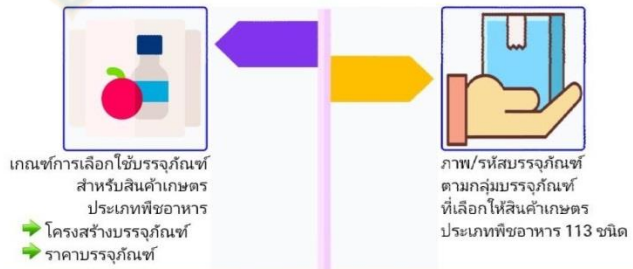 เกณฑ์การเลือกใช้บรรจุภัณฑ์
สำหรับสินค้าเกษตร
ประเภทพืชอาหาร
โครงสร้างบรรจุภัณฑ์
ราคาบรรจุภัณฑ์
ภาพ/รหัสบรรจุภัณฑ์
ตามกลุ่มบรรจุภัณฑ์
ที่เลือกให้สินค้าเกษตร
ประเภทพืชอาหาร 113 ชนิด